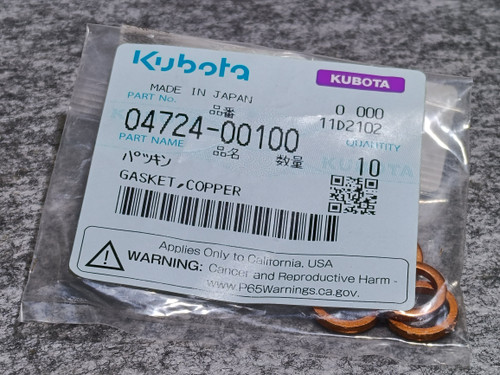 Kubota
KUBOTA
MADE IN JAPAN
0 000
PART No.
品番
11D2102
04724-00100
QUANTITY
PART NAME
品名
数量
10
パッキン
GASKET,COPPER
Applies Only to California, USA
WARNING: Cancer and Reproductive Harm -
www.P65Warnings.ca.gov.